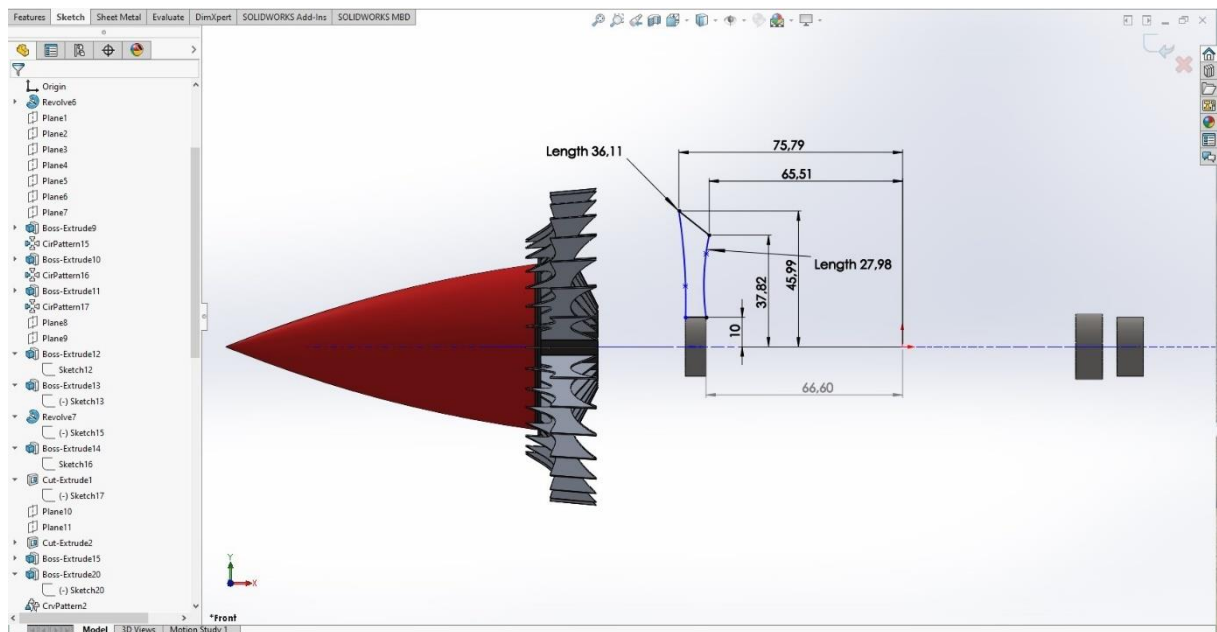 Features Sketch Sheet Metal Evaluate DimXpert SOLIDWORKS Add-Ins SOLIDWORKS MBD
Origin
Revolve6
Plane1
Plane2
Plane3
Plane4
Plane5
Plane6
Plane7
Boss-Extrude9
CirPattern15
Boss-Extrude10
CirPattern16
Boss-Extrude11
CirPattern17
Plane8
Plane9
Boss-Extrude12
Sketch12
Boss-Extrude13
(-) Sketch13
Revolve7
(-) Sketch15
Boss-Extrude14
Sketch16
Cut-Extrude1
(-) Sketch17
Plane10
Plane11
Cut-Extrude2
Boss-Extrude15
Boss-Extrude20
(-) Sketch20
CrvPattern2
Length 36,11
75,79
65,51
Length 27,98
45,99
37,82
10
66,60
Y
X
*Front
Model 3D Views Motion Study 1